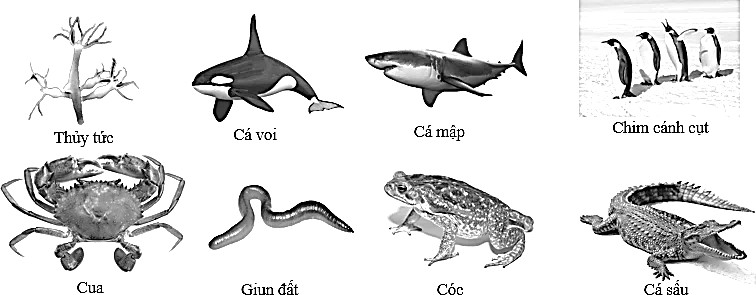 Thủy tức
Cá voi
Cá mập
Chim cánh cụt
Cua
Giun đất
Cóc
Cá sấu